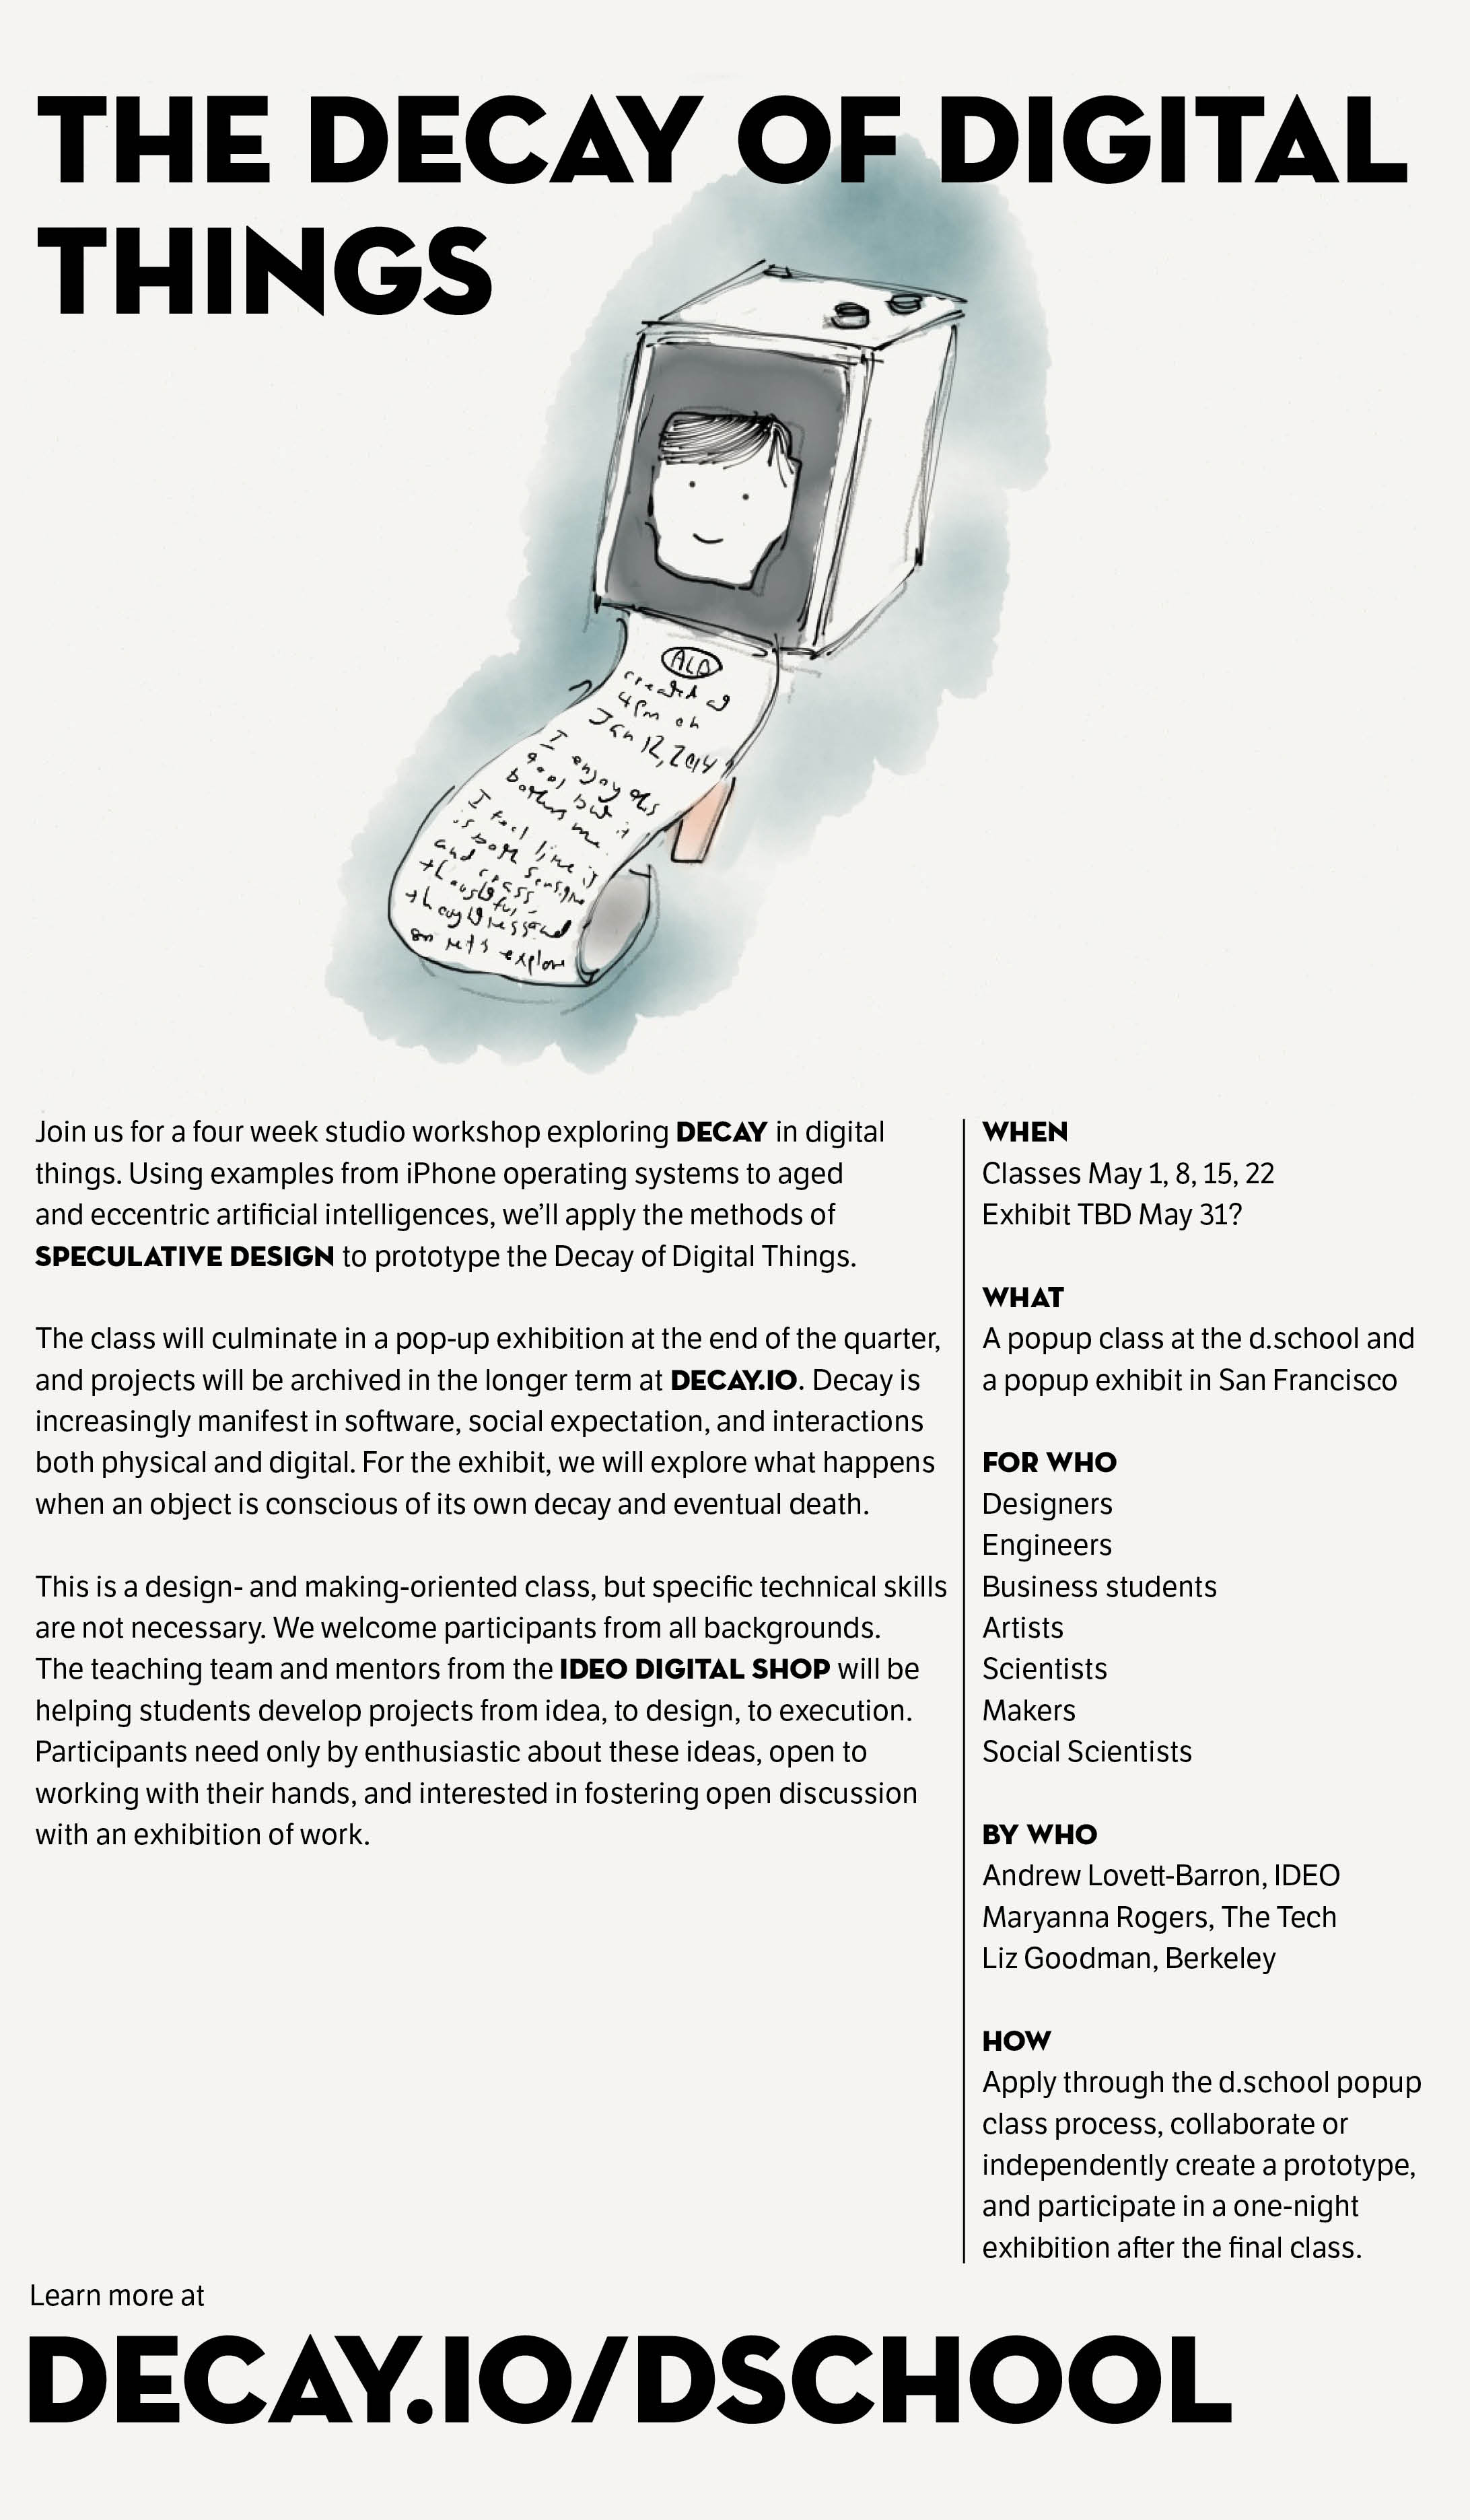 THE DECAY OF DIGITAL
THINGS
ALB
created at
4pm on
Jan 12, 2014
I enjoy this
goal but it
bothers me.
I feel like it
is both sensitive
and crass,
thoughtful, and
explore
Join us for a four week studio workshop exploring DECAY in digital
things. Using examples from iPhone operating systems to aged
and eccentric artificial intelligences, we’ll apply the methods of
SPECULATIVE DESIGN to prototype the Decay of Digital Things.
The class will culminate in a pop-up exhibition at the end of the quarter,
and projects will be archived in the longer term at DECAY.IO. Decay is
increasingly manifest in software, social expectation, and interactions
both physical and digital. For the exhibit, we will explore what happens
when an object is conscious of its own decay and eventual death.
This is a design- and making-oriented class, but specific technical skills
are not necessary. We welcome participants from all backgrounds.
The teaching team and mentors from the IDEO DIGITAL SHOP will be
helping students develop projects from idea, to design, to execution.
Participants need only by enthusiastic about these ideas, open to
working with their hands, and interested in fostering open discussion
with an exhibition of work.
WHEN
Classes May 1, 8, 15, 22
Exhibit TBD May 31?
WHAT
A popup class at the d.school and
a popup exhibit in San Francisco
FOR WHO
Designers
Engineers
Business students
Artists
Scientists
Makers
Social Scientists
BY WHO
Andrew Lovett-Barron, IDEO
Maryanna Rogers, The Tech
Liz Goodman, Berkeley
HOW
Apply through the d.school popup
class process, collaborate or
independently create a prototype,
and participate in a one-night
exhibition after the final class.
Learn more at
DECAY.IO/DSCHOOL